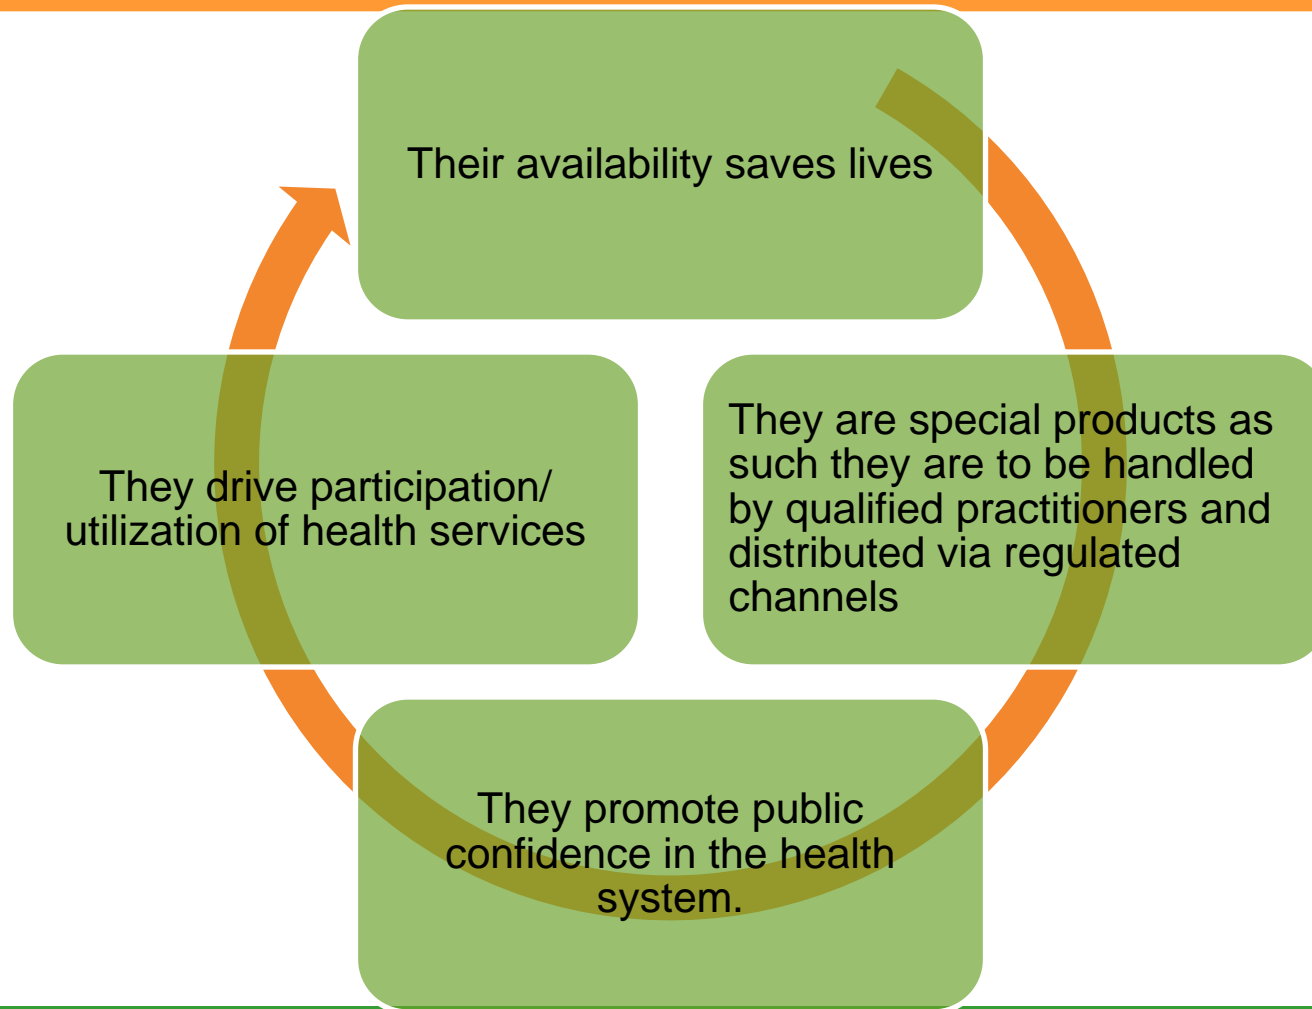 Their availability saves lives
They are special products as
such they are to be handled
by qualified practitioners and
distributed via regulated
channels
They promote public
confidence in the health
system.
They drive participation/
utilization of health services